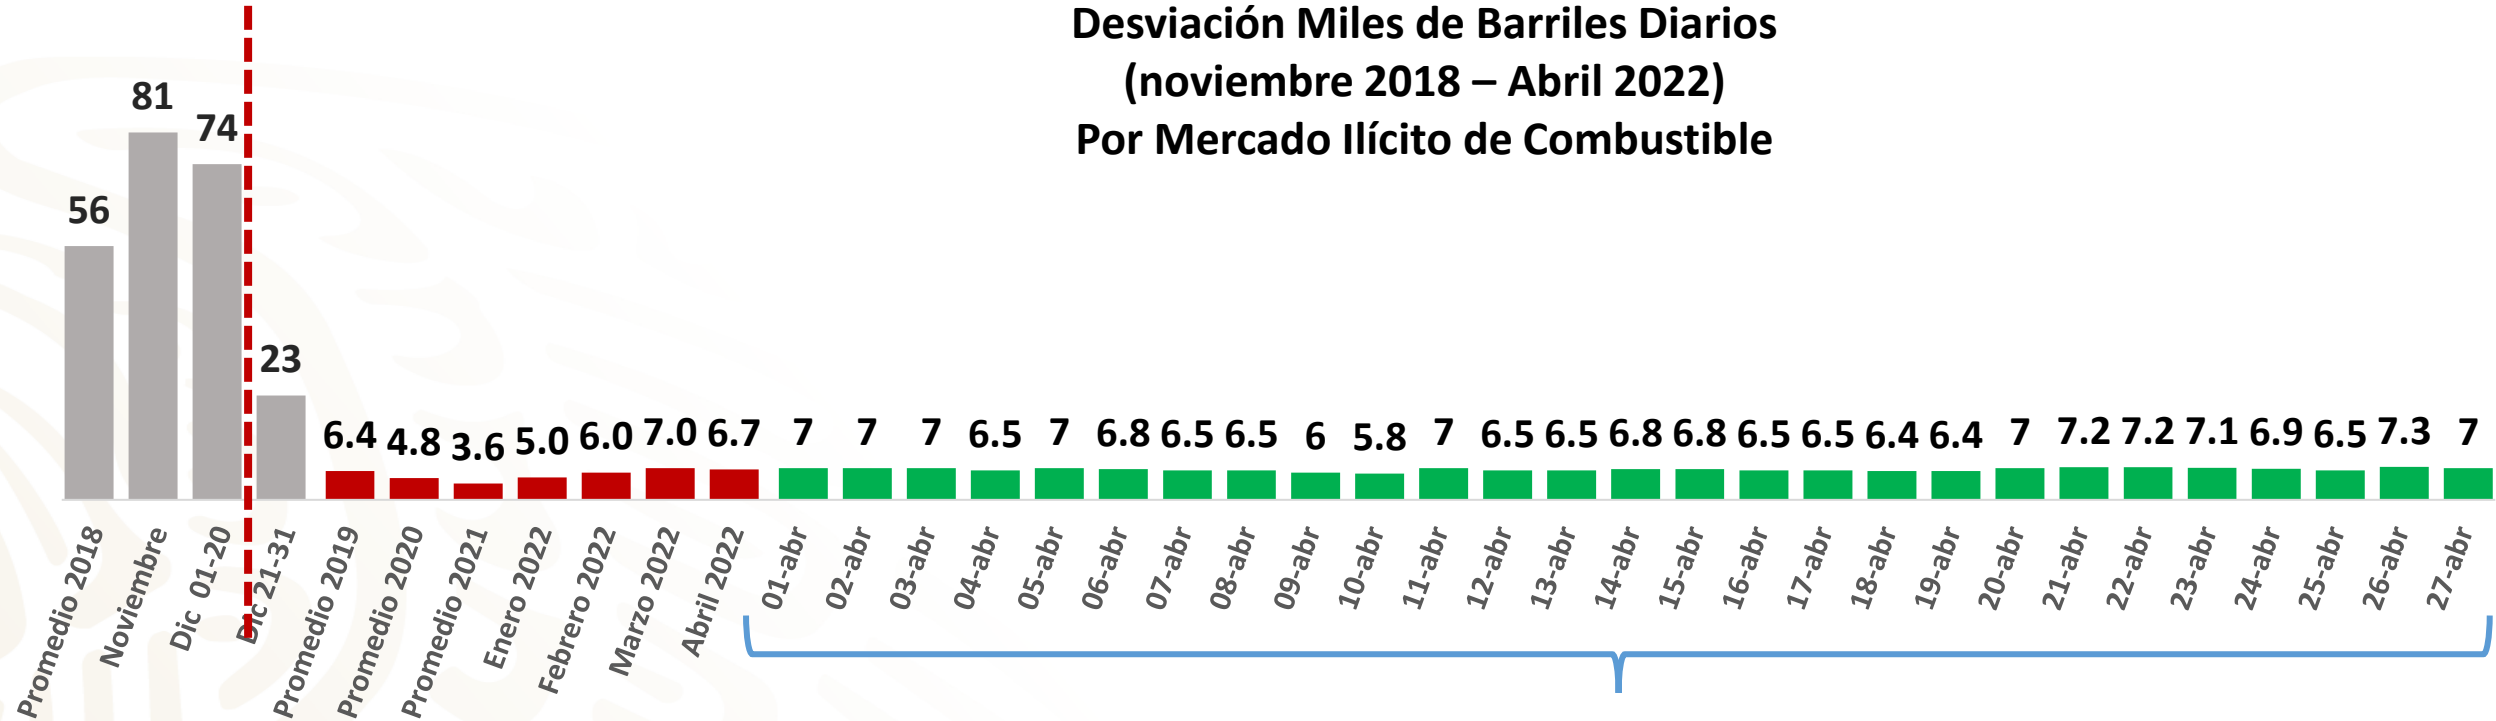 Desviación Miles de Barriles Diarios
(noviembre 2018 – Abril 2022)
Por Mercado Ilícito de Combustible
56
81
74
23
6.4
4.8
3.6
5.0
6.0
7.0
6.7
7
7
7
6.5
7
6.8
6.5
6.5
6
5.8
7
6.5
6.5
6.8
6.8
6.5
6.5
6.4
6.4
7
7.2
7.2
7.1
6.9
6.5
7.3
7
Promedio 2018
Noviembre
Dic 01-20
Dic 21-31
Promedio 2019
Promedio 2020
Promedio 2021
Enero 2022
Febrero 2022
Marzo 2022
Abril 2022
01-abr
02-abr
03-abr
04-abr
05-abr
06-abr
07-abr
08-abr
09-abr
10-abr
11-abr
12-abr
13-abr
14-abr
15-abr
16-abr
17-abr
18-abr
19-abr
20-abr
21-abr
22-abr
23-abr
24-abr
25-abr
26-abr
27-abr